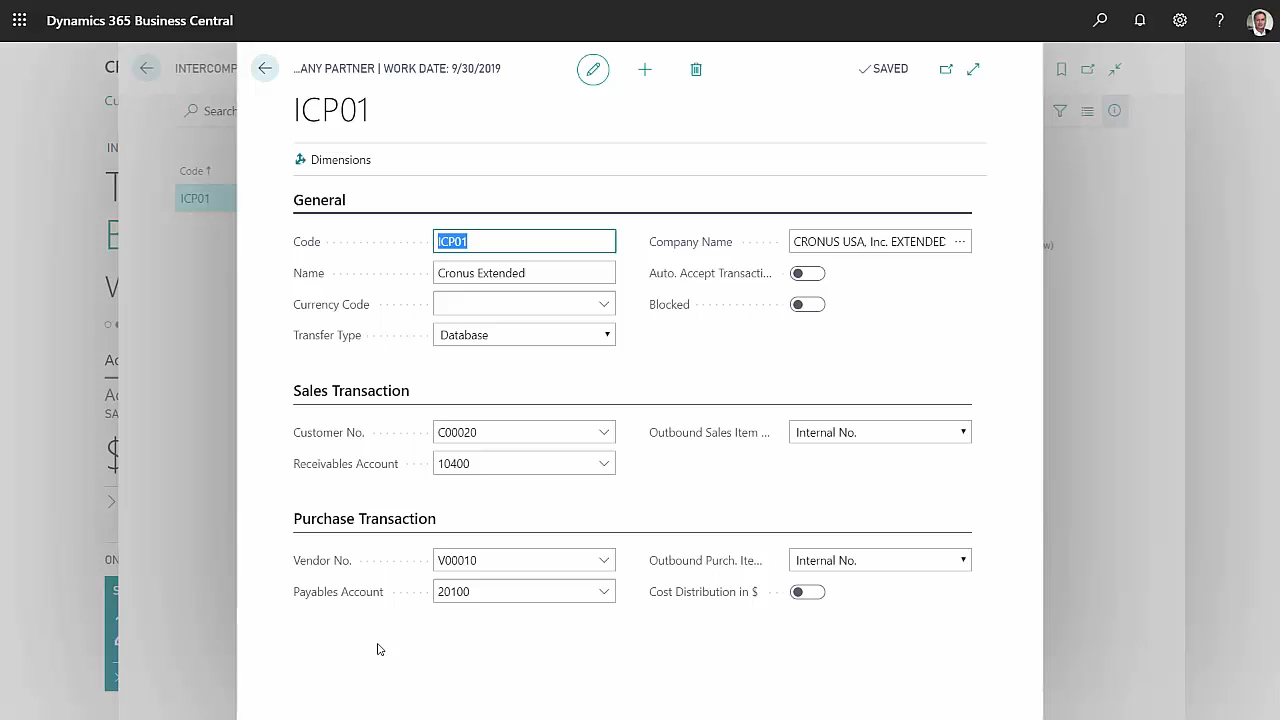 Dynamics 365 Business Central
INTERCOMP
...ANY PARTNER | WORK DATE: 9/30/2019
SAVED
Search
ICP01
Dimensions
Code ↑
ICP01
General
Code ICP01 Company Name CRONUS USA, Inc. EXTENDED ...
Name Cronus Extended Auto. Accept Transacti...
Currency Code Blocked
Transfer Type Database
Sales Transaction
Customer No. C00020 Outbound Sales Item ... Internal No.
Receivables Account 10400
Purchase Transaction
Vendor No. V00010 Outbound Purch. Ite... Internal No.
Payables Account 20100 Cost Distribution in $